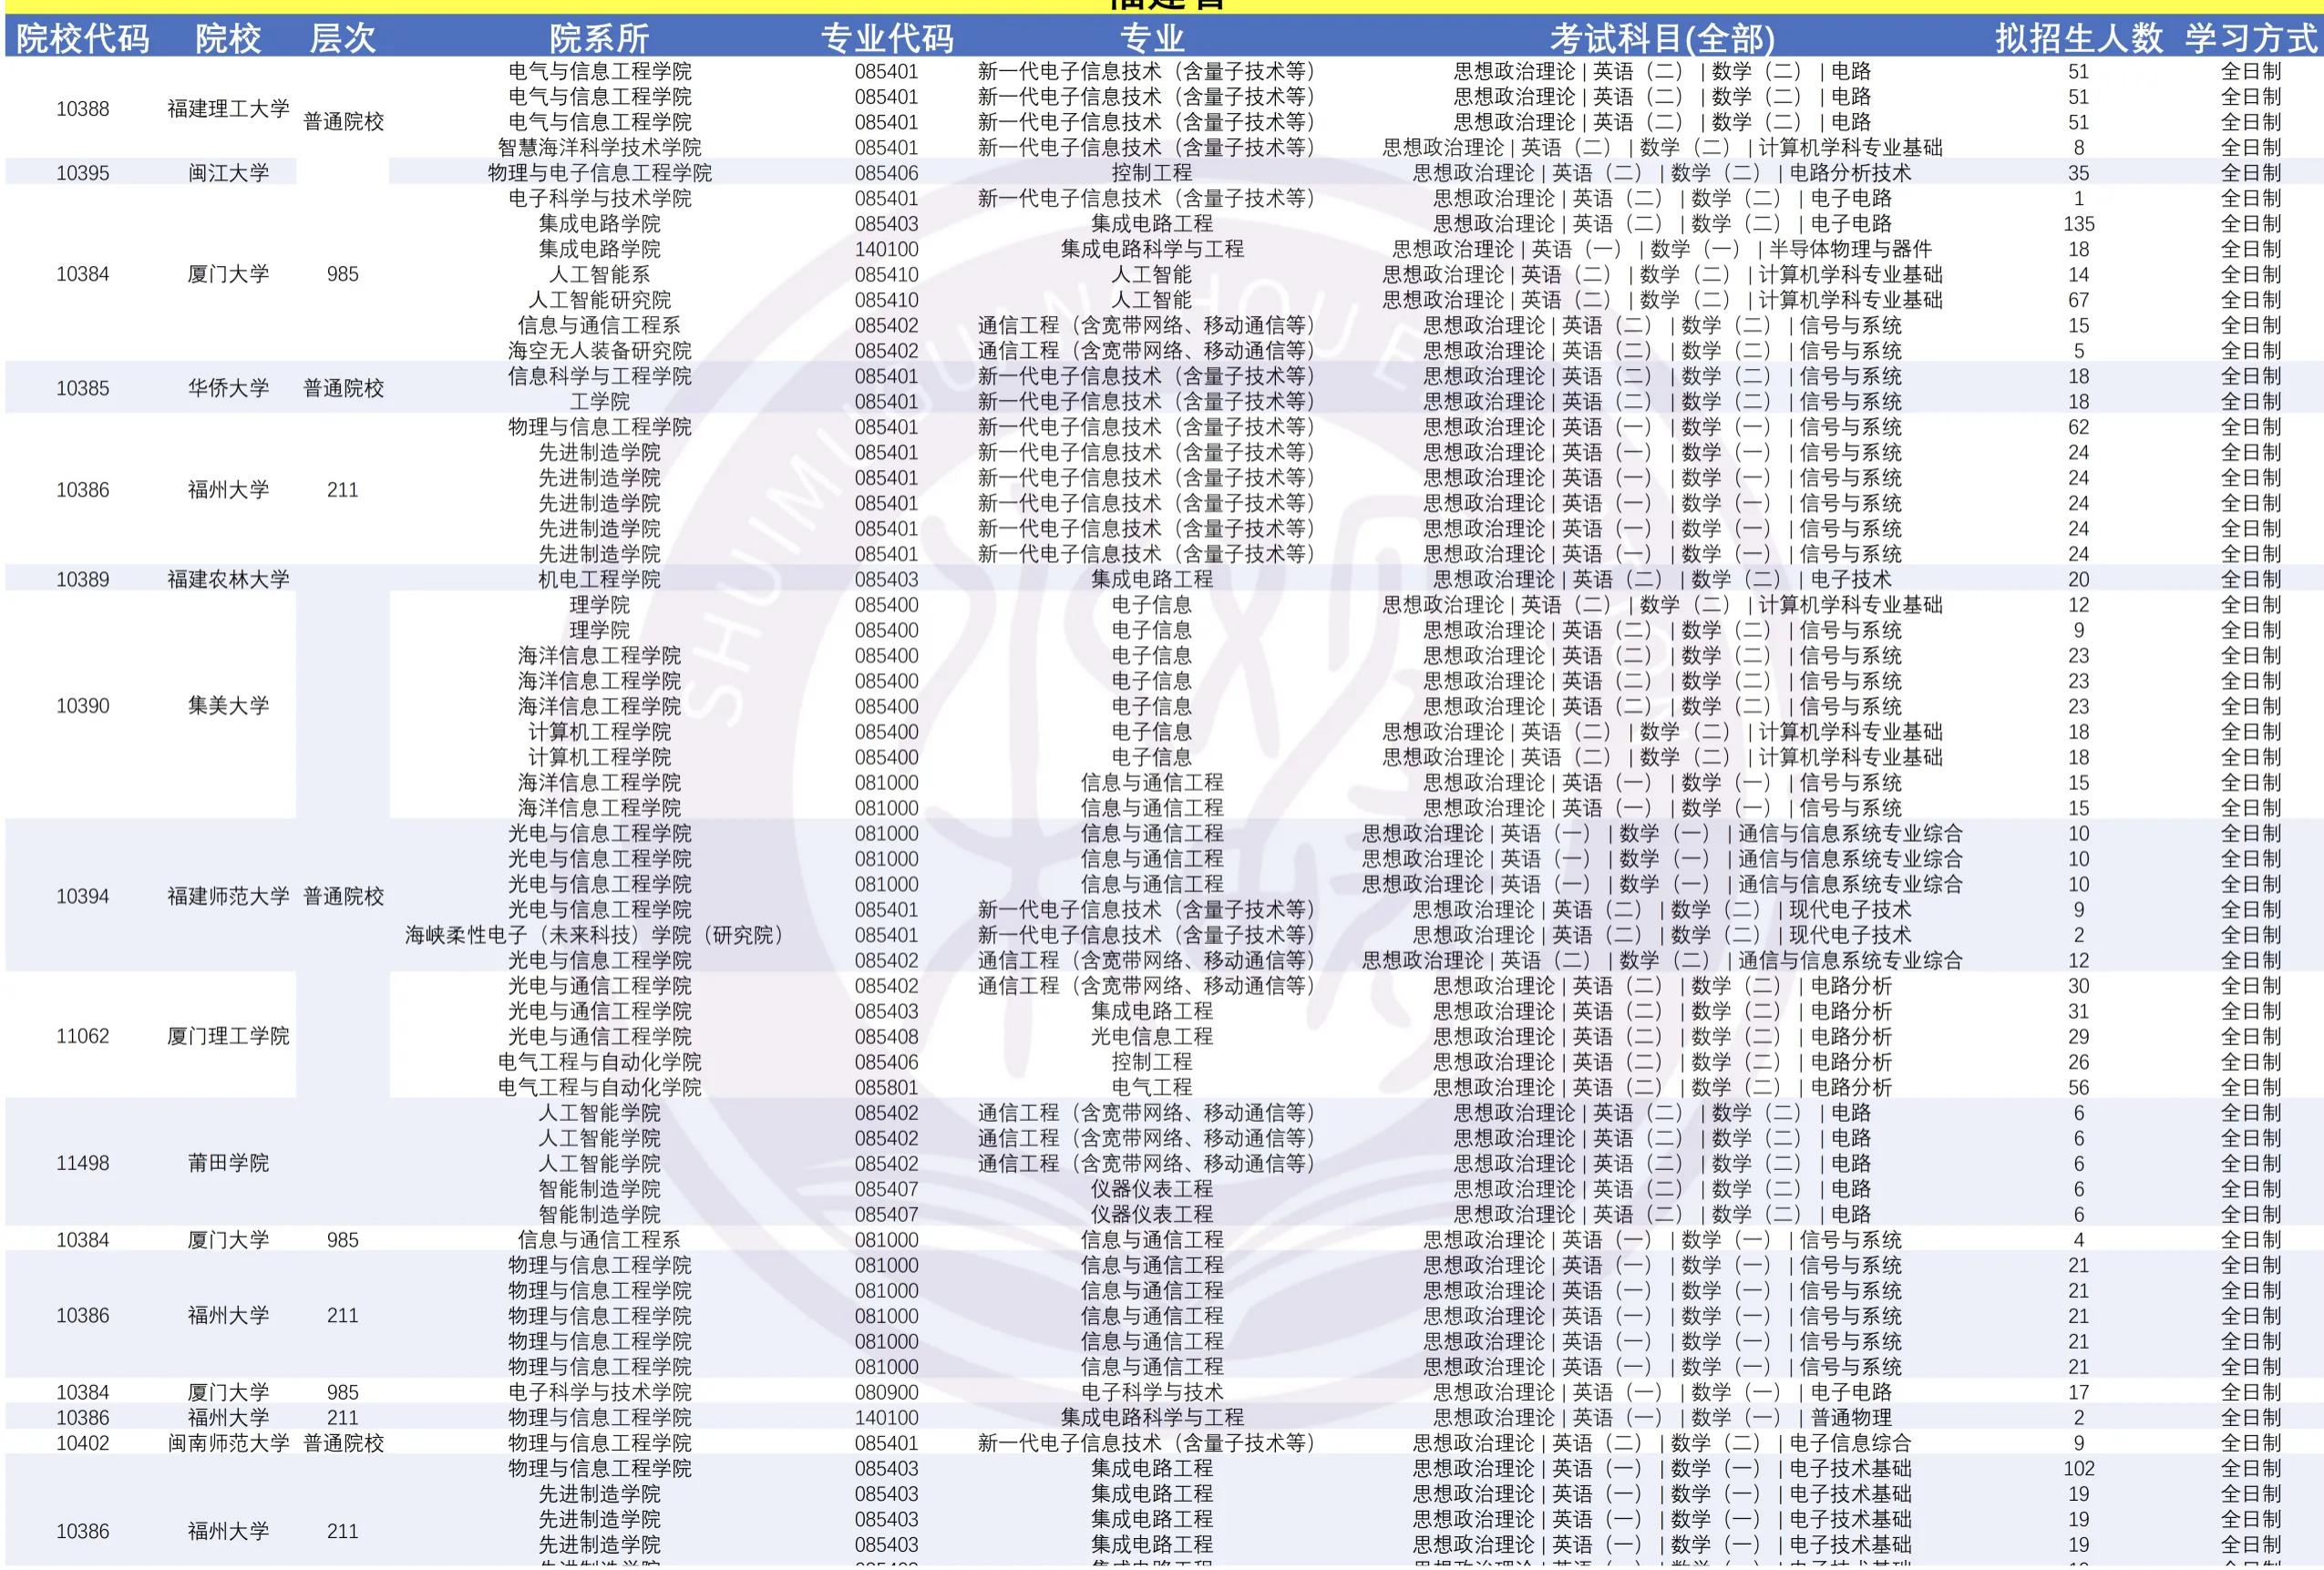 福建省
院校代码 院校 层次 院系所 专业代码 专业 考试科目(全部) 拟招生人数 学习方式
电气与信息工程学院 085401 新一代电子信息技术（含量子技术等） 思想政治理论 | 英语（二） | 数学（二） | 电路 51 全日制
电气与信息工程学院 085401 新一代电子信息技术（含量子技术等） 思想政治理论 | 英语（二） | 数学（二） | 电路 51 全日制
10388 福建理工大学 普通院校
电气与信息工程学院 085401 新一代电子信息技术（含量子技术等） 思想政治理论 | 英语（二） | 数学（二） | 电路 51 全日制
智慧海洋科学技术学院 085401 新一代电子信息技术（含量子技术等） 思想政治理论 | 英语（二） | 数学（二） | 计算机学科专业基础 8 全日制
10395 闽江大学 物理与电子信息工程学院 085406 控制工程 思想政治理论 | 英语（二） | 数学（二） | 电路分析技术 35 全日制
电子科学与技术学院 085401 新一代电子信息技术（含量子技术等） 思想政治理论 | 英语（二） | 数学（二） | 电子电路 1 全日制
集成电路学院 085403 集成电路工程 思想政治理论 | 英语（二） | 数学（二） | 电子电路 135 全日制
集成电路学院 140100 集成电路科学与工程 思想政治理论 | 英语（一） | 数学（一） | 半导体物理与器件 18 全日制
10384 厦门大学 985 人工智能系 085410 人工智能 思想政治理论 | 英语（二） | 数学（二） | 计算机学科专业基础 14 全日制
人工智能研究院 085410 人工智能 思想政治理论 | 英语（二） | 数学（二） | 计算机学科专业基础 67 全日制
信息与通信工程系 085402 通信工程（含宽带网络、移动通信等） 思想政治理论 | 英语（二） | 数学（二） | 信号与系统 15 全日制
海空无人装备研究院 085402 通信工程（含宽带网络、移动通信等） 思想政治理论 | 英语（二） | 数学（二） | 信号与系统 5 全日制
10385 华侨大学 普通院校 信息科学与工程学院 085401 新一代电子信息技术（含量子技术等） 思想政治理论 | 英语（二） | 数学（二） | 信号与系统 18 全日制
工学院 085401 新一代电子信息技术（含量子技术等） 思想政治理论 | 英语（二） | 数学（二） | 信号与系统 18 全日制
物理与信息工程学院 085401 新一代电子信息技术（含量子技术等） 思想政治理论 | 英语（一） | 数学（一） | 信号与系统 62 全日制
先进制造学院 085401 新一代电子信息技术（含量子技术等） 思想政治理论 | 英语（一） | 数学（一） | 信号与系统 24 全日制
先进制造学院 085401 新一代电子信息技术（含量子技术等） 思想政治理论 | 英语（一） | 数学（一） | 信号与系统 24 全日制
10386 福州大学 211
先进制造学院 085401 新一代电子信息技术（含量子技术等） 思想政治理论 | 英语（一） | 数学（一） | 信号与系统 24 全日制
先进制造学院 085401 新一代电子信息技术（含量子技术等） 思想政治理论 | 英语（一） | 数学（一） | 信号与系统 24 全日制
先进制造学院 085401 新一代电子信息技术（含量子技术等） 思想政治理论 | 英语（一） | 数学（一） | 信号与系统 24 全日制
10389 福建农林大学 机电工程学院 085403 集成电路工程 思想政治理论 | 英语（二） | 数学（二） | 电子技术 20 全日制
理学院 085400 电子信息 思想政治理论 | 英语（二） | 数学（二） | 计算机学科专业基础 12 全日制
理学院 085400 电子信息 思想政治理论 | 英语（二） | 数学（二） | 信号与系统 9 全日制
海洋信息工程学院 085400 电子信息 思想政治理论 | 英语（二） | 数学（二） | 信号与系统 23 全日制
海洋信息工程学院 085400 电子信息 思想政治理论 | 英语（二） | 数学（二） | 信号与系统 23 全日制
10390 集美大学 海洋信息工程学院 085400 电子信息 思想政治理论 | 英语（二） | 数学（二） | 信号与系统 23 全日制
计算机工程学院 085400 电子信息 思想政治理论 | 英语（二） | 数学（二） | 计算机学科专业基础 18 全日制
计算机工程学院 085400 电子信息 思想政治理论 | 英语（二） | 数学（二） | 计算机学科专业基础 18 全日制
海洋信息工程学院 081000 信息与通信工程 思想政治理论 | 英语（一） | 数学（一） | 信号与系统 15 全日制
海洋信息工程学院 081000 信息与通信工程 思想政治理论 | 英语（一） | 数学（一） | 信号与系统 15 全日制
光电与信息工程学院 081000 信息与通信工程 思想政治理论 | 英语（一） | 数学（一） | 通信与信息系统专业综合 10 全日制
光电与信息工程学院 081000 信息与通信工程 思想政治理论 | 英语（一） | 数学（一） | 通信与信息系统专业综合 10 全日制
光电与信息工程学院 081000 信息与通信工程 思想政治理论 | 英语（一） | 数学（一） | 通信与信息系统专业综合 10 全日制
10394 福建师范大学 普通院校
光电与信息工程学院 085401 新一代电子信息技术（含量子技术等） 思想政治理论 | 英语（二） | 数学（二） | 现代电子技术 9 全日制
海峡柔性电子（未来科技）学院（研究院） 085401 新一代电子信息技术（含量子技术等） 思想政治理论 | 英语（二） | 数学（二） | 现代电子技术 2 全日制
光电与信息工程学院 085402 通信工程（含宽带网络、移动通信等） 思想政治理论 | 英语（二） | 数学（二） | 通信与信息系统专业综合 12 全日制
光电与通信工程学院 085402 通信工程（含宽带网络、移动通信等） 思想政治理论 | 英语（二） | 数学（二） | 电路分析 30 全日制
光电与通信工程学院 085403 集成电路工程 思想政治理论 | 英语（二） | 数学（二） | 电路分析 31 全日制
11062 厦门理工学院 光电与通信工程学院 085408 光电信息工程 思想政治理论 | 英语（二） | 数学（二） | 电路分析 29 全日制
电气工程与自动化学院 085406 控制工程 思想政治理论 | 英语（二） | 数学（二） | 电路分析 26 全日制
电气工程与自动化学院 085801 电气工程 思想政治理论 | 英语（二） | 数学（二） | 电路分析 56 全日制
人工智能学院 085402 通信工程（含宽带网络、移动通信等） 思想政治理论 | 英语（二） | 数学（二） | 电路 6 全日制
人工智能学院 085402 通信工程（含宽带网络、移动通信等） 思想政治理论 | 英语（二） | 数学（二） | 电路 6 全日制
11498 莆田学院 人工智能学院 085402 通信工程（含宽带网络、移动通信等） 思想政治理论 | 英语（二） | 数学（二） | 电路 6 全日制
智能制造学院 085407 仪器仪表工程 思想政治理论 | 英语（二） | 数学（二） | 电路 6 全日制
智能制造学院 085407 仪器仪表工程 思想政治理论 | 英语（二） | 数学（二） | 电路 6 全日制
10384 厦门大学 985 信息与通信工程系 081000 信息与通信工程 思想政治理论 | 英语（一） | 数学（一） | 信号与系统 4 全日制
物理与信息工程学院 081000 信息与通信工程 思想政治理论 | 英语（一） | 数学（一） | 信号与系统 21 全日制
物理与信息工程学院 081000 信息与通信工程 思想政治理论 | 英语（一） | 数学（一） | 信号与系统 21 全日制
10386 福州大学 211 物理与信息工程学院 081000 信息与通信工程 思想政治理论 | 英语（一） | 数学（一） | 信号与系统 21 全日制
物理与信息工程学院 081000 信息与通信工程 思想政治理论 | 英语（一） | 数学（一） | 信号与系统 21 全日制
物理与信息工程学院 081000 信息与通信工程 思想政治理论 | 英语（一） | 数学（一） | 信号与系统 21 全日制
10384 厦门大学 985 电子科学与技术学院 080900 电子科学与技术 思想政治理论 | 英语（一） | 数学（一） | 电子电路 17 全日制
10386 福州大学 211 物理与信息工程学院 140100 集成电路科学与工程 思想政治理论 | 英语（一） | 数学（一） | 普通物理 2 全日制
10402 闽南师范大学 普通院校 物理与信息工程学院 085401 新一代电子信息技术（含量子技术等） 思想政治理论 | 英语（二） | 数学（二） | 电子信息综合 9 全日制
物理与信息工程学院 085403 集成电路工程 思想政治理论 | 英语（一） | 数学（一） | 电子技术基础 102 全日制
先进制造学院 085403 集成电路工程 思想政治理论 | 英语（一） | 数学（一） | 电子技术基础 19 全日制
先进制造学院 085403 集成电路工程 思想政治理论 | 英语（一） | 数学（一） | 电子技术基础 19 全日制
10386 福州大学 211
先进制造学院 085403 集成电路工程 思想政治理论 | 英语（一） | 数学（一） | 电子技术基础 19 全日制